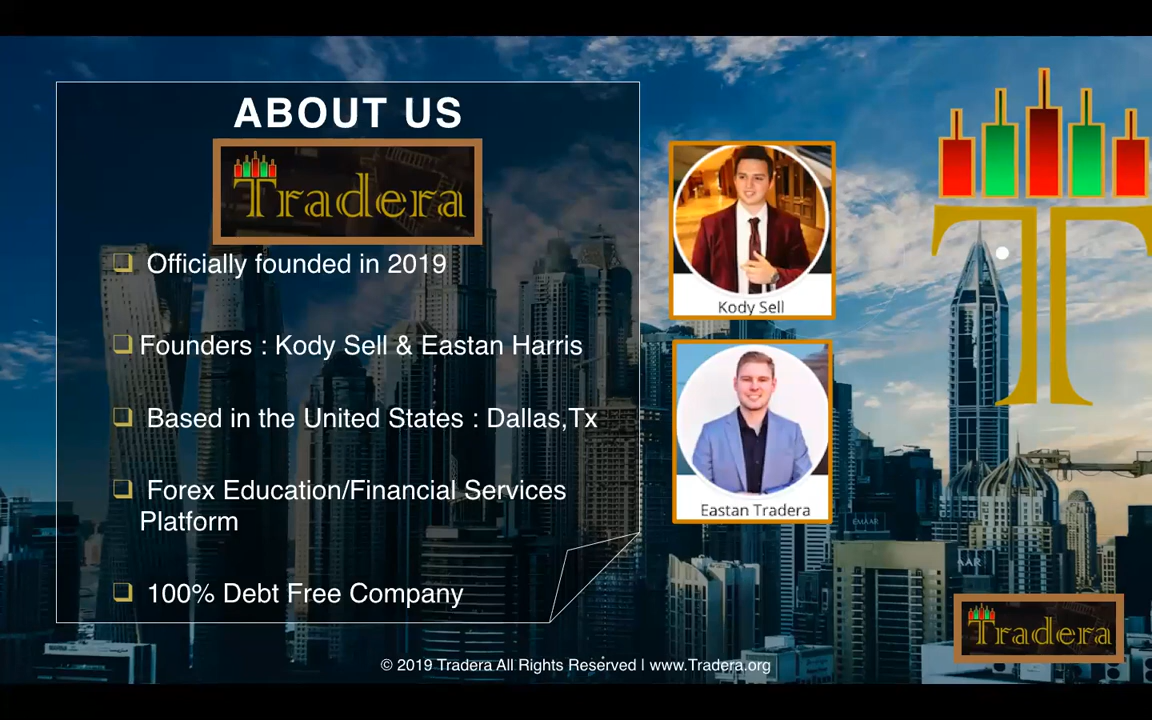 ABOUT US
Tradera
Officially founded in 2019
Founders : Kody Sell & Eastan Harris
Based in the United States : Dallas,Tx
Forex Education/Financial Services
Platform
100% Debt Free Company
Kody Sell
Eastan Tradera
T
EMAAR
AAR
Tradera
© 2019 Tradera All Rights Reserved I www.Tradera.org